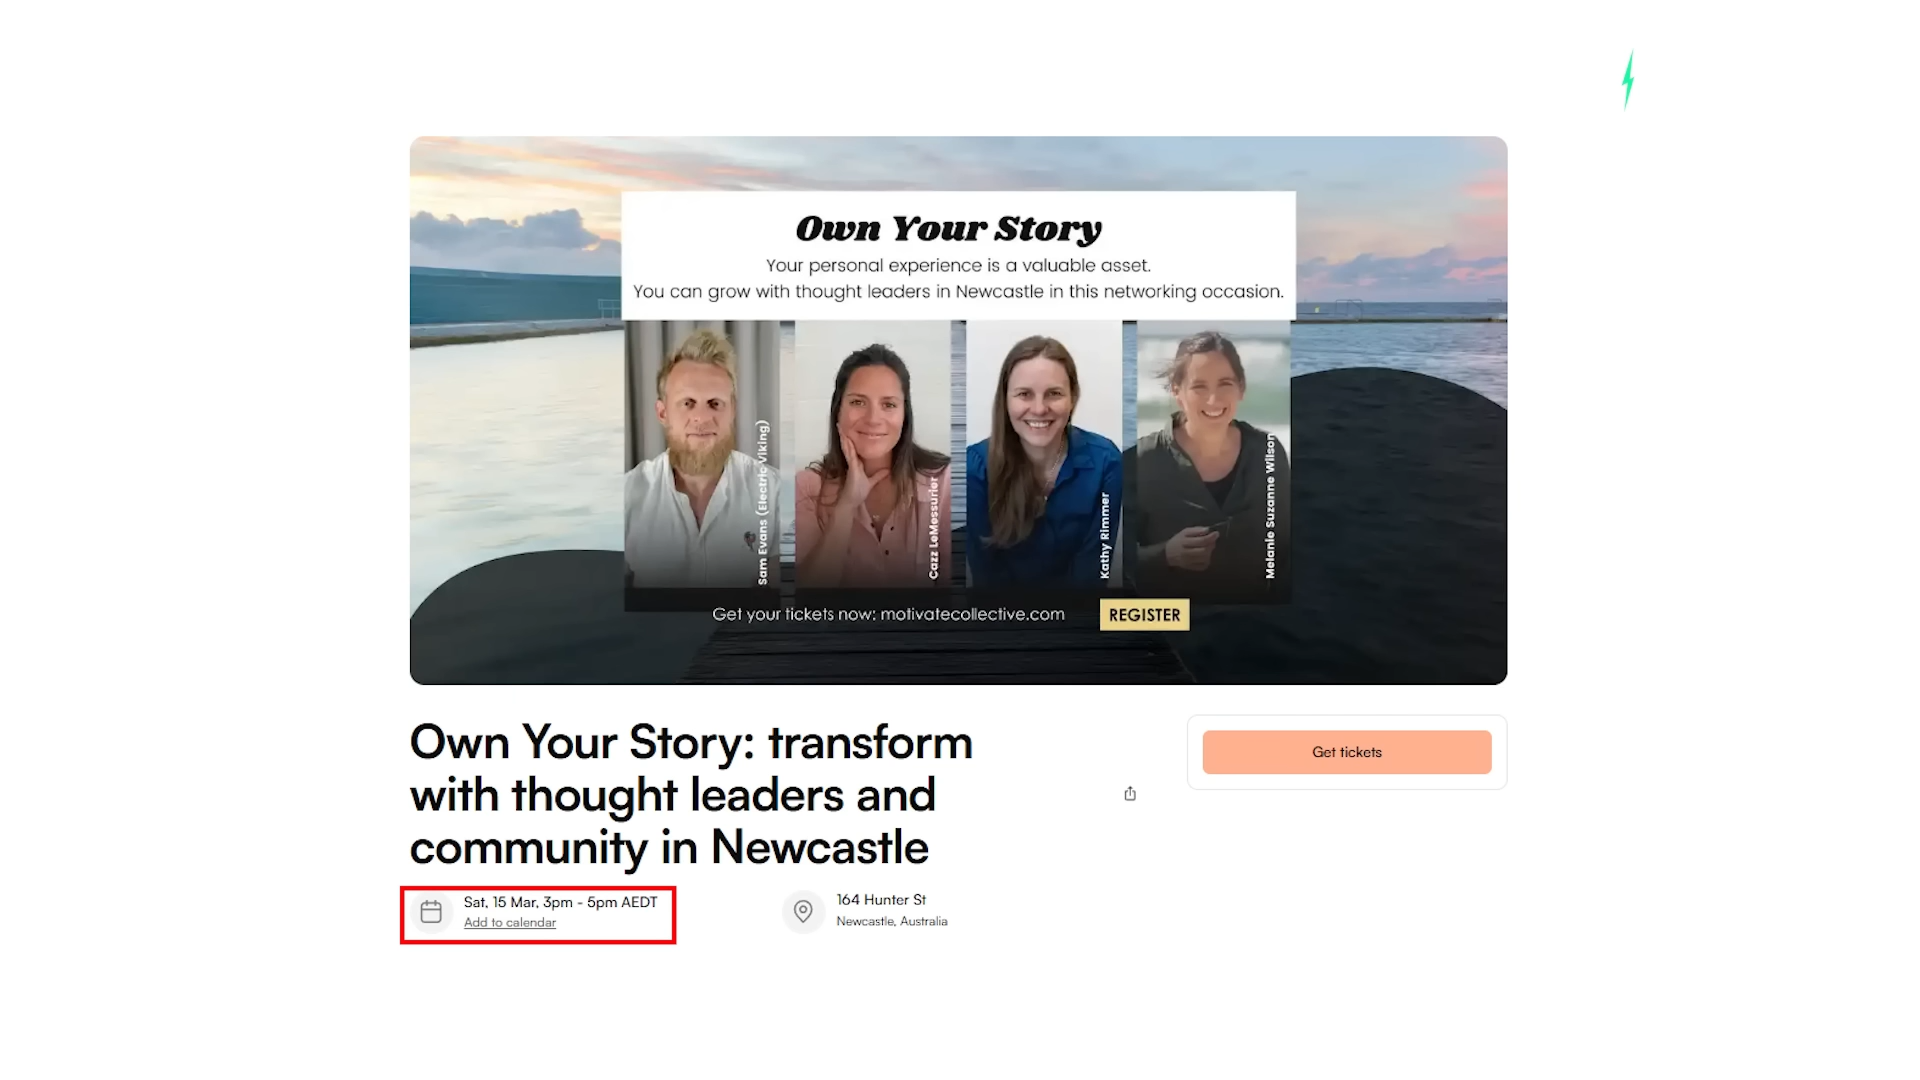 Own Your Story
Your personal experience is a valuable asset.
You can grow with thought leaders in Newcastle in this networking occasion.
Sam Evans (Electric Viking)
Cazz LeMessurier
Kathy Rimmer
Melanie Suzanne Wilson
Get your tickets now: motivatecollective.com
REGISTER
Own Your Story: transform
with thought leaders and
community in Newcastle
Get tickets
Sat, 15 Mar, 3pm - 5pm AEDT
Add to calendar
164 Hunter St
Newcastle, Australia